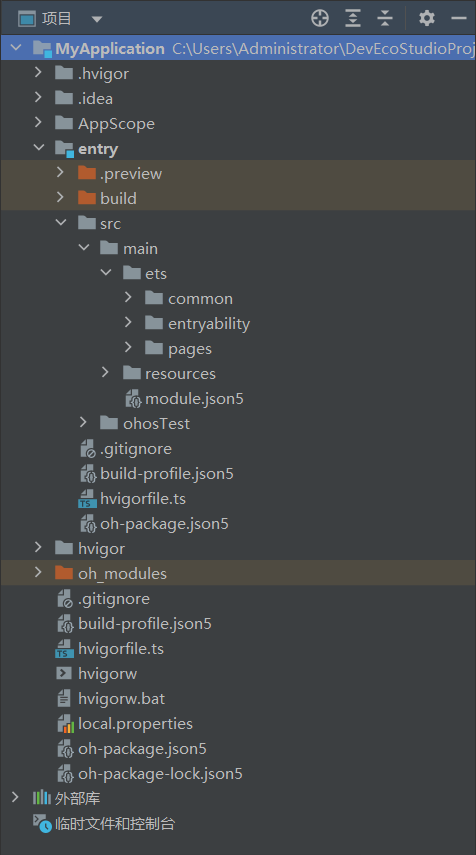 项目
MyApplication C:\Users\Administrator\DevEcoStudioProj
.hvigor
.idea
AppScope
entry
.preview
build
src
main
ets
common
entryability
pages
resources
module.json5
ohosTest
.gitignore
build-profile.json5
hvigorfile.ts
oh-package.json5
hvigor
oh_modules
.gitignore
build-profile.json5
hvigorfile.ts
hvigorw
hvigorw.bat
local.properties
oh-package.json5
oh-package-lock.json5
外部库
临时文件和控制台